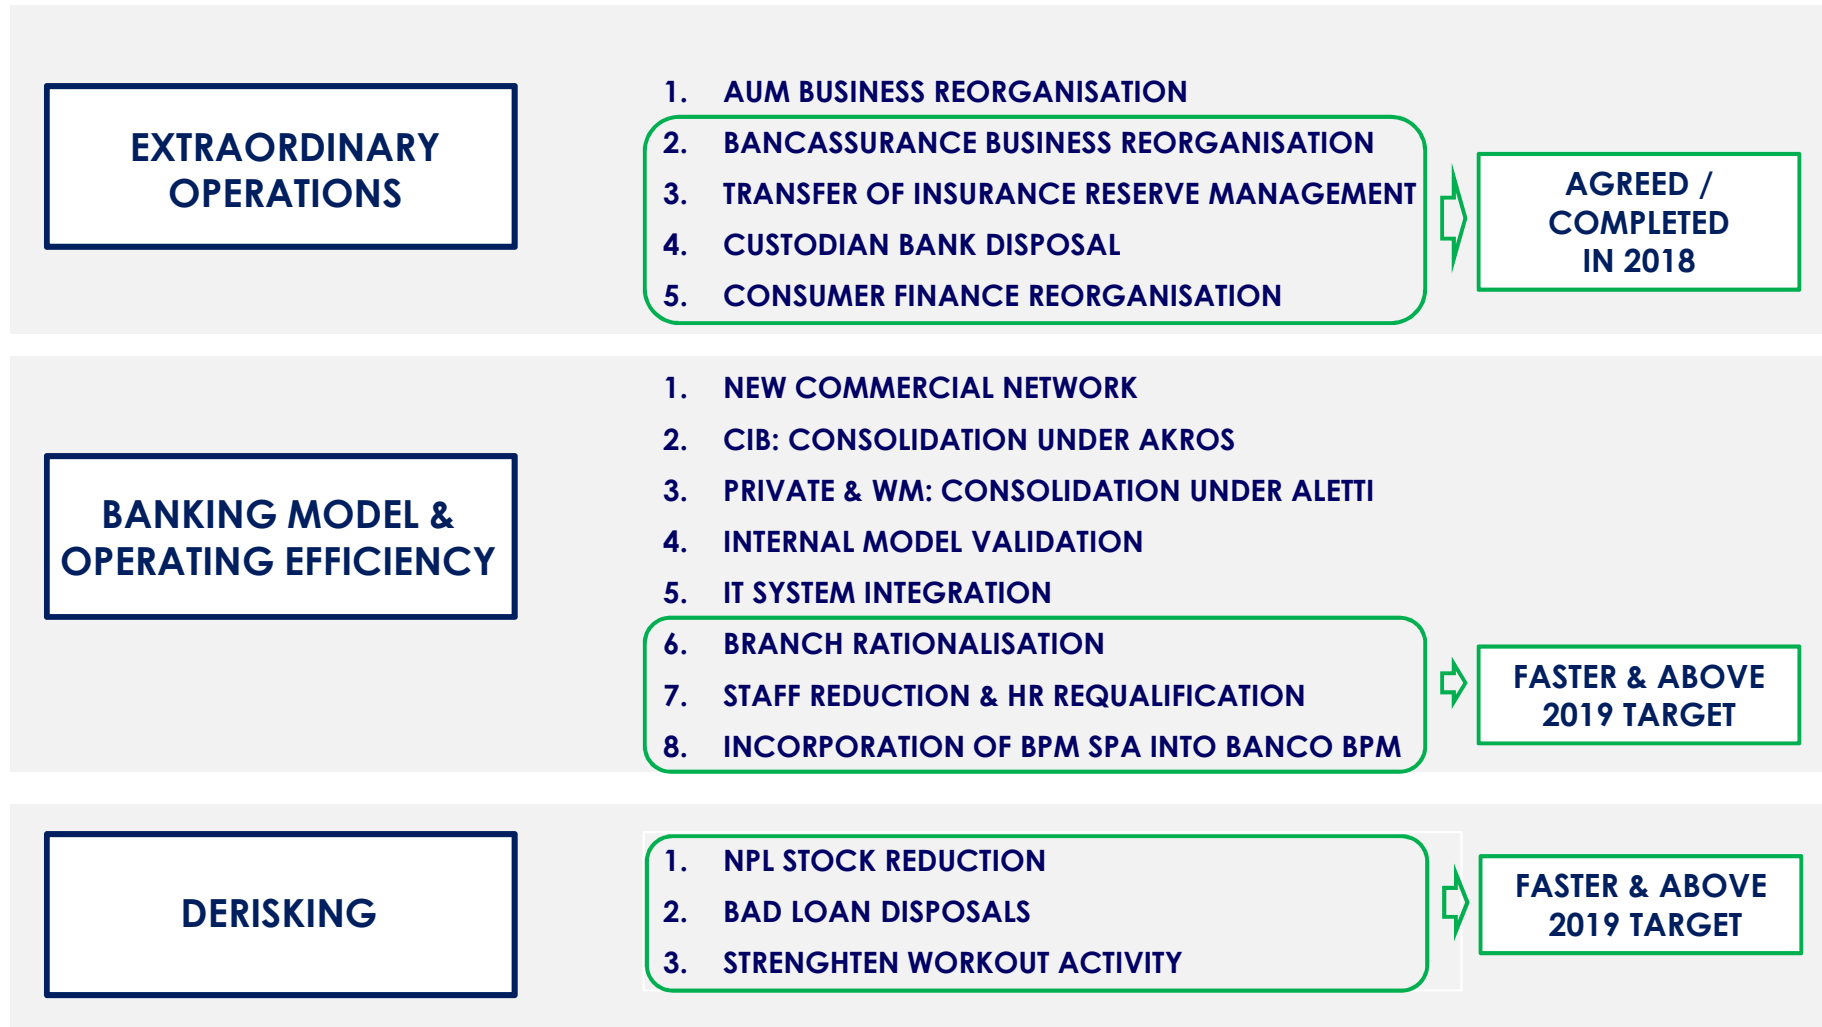 EXTRAORDINARY
OPERATIONS
1. AUM BUSINESS REORGANISATION
2. BANCASSURANCE BUSINESS REORGANISATION
3. TRANSFER OF INSURANCE RESERVE MANAGEMENT
4. CUSTODIAN BANK DISPOSAL
5. CONSUMER FINANCE REORGANISATION
AGREED /
COMPLETED
IN 2018
BANKING MODEL &
OPERATING EFFICIENCY
1. NEW COMMERCIAL NETWORK
2. CIB: CONSOLIDATION UNDER AKROS
3. PRIVATE & WM: CONSOLIDATION UNDER ALETTI
4. INTERNAL MODEL VALIDATION
5. IT SYSTEM INTEGRATION
6. BRANCH RATIONALISATION
7. STAFF REDUCTION & HR REQUALIFICATION
8. INCORPORATION OF BPM SPA INTO BANCO BPM
FASTER & ABOVE
2019 TARGET
DERISKING
1. NPL STOCK REDUCTION
2. BAD LOAN DISPOSALS
3. STRENGHTEN WORKOUT ACTIVITY
FASTER & ABOVE
2019 TARGET